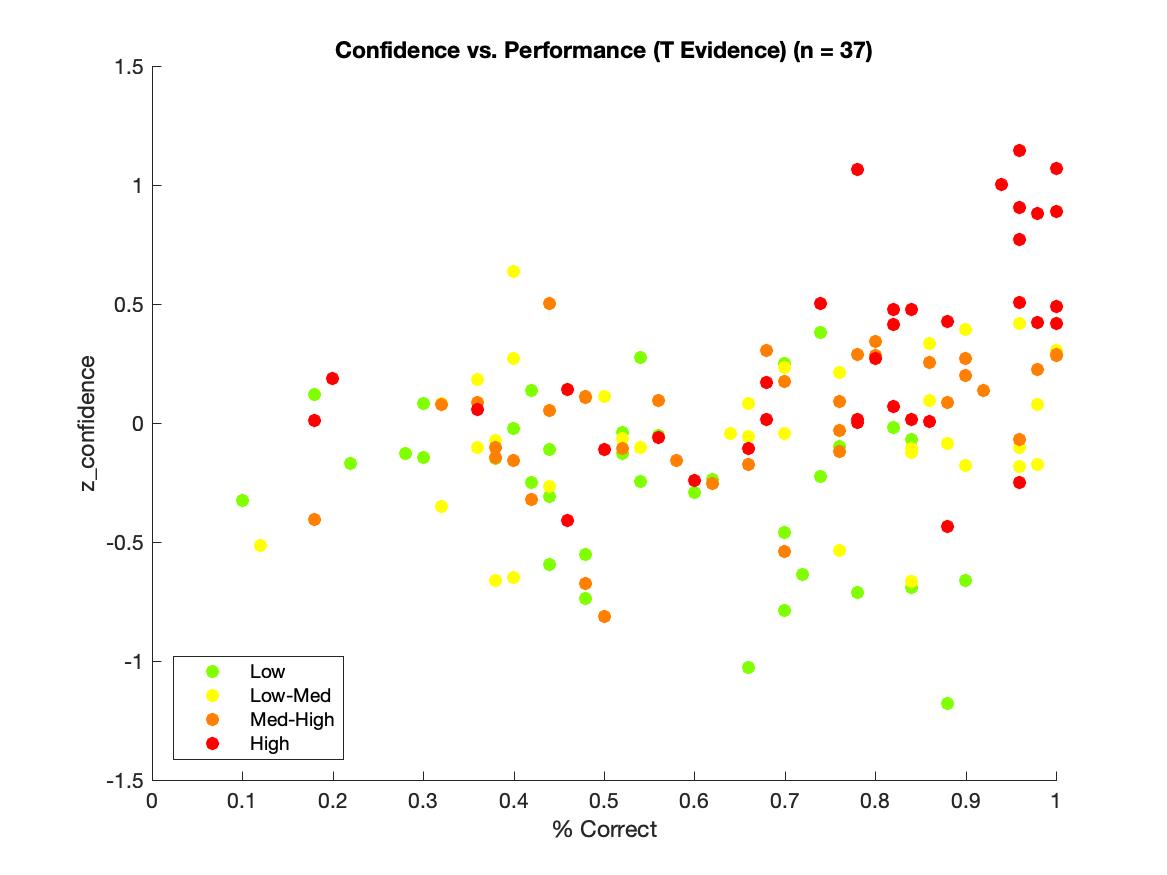 Confidence vs. Performance (T Evidence) (n = 37)
1.5
1
0.5
0
-0.5
-1
-1.5
z_confidence
Low
Low-Med
Med-High
High
0 0.1 0.2 0.3 0.4 0.5 0.6 0.7 0.8 0.9 1
% Correct